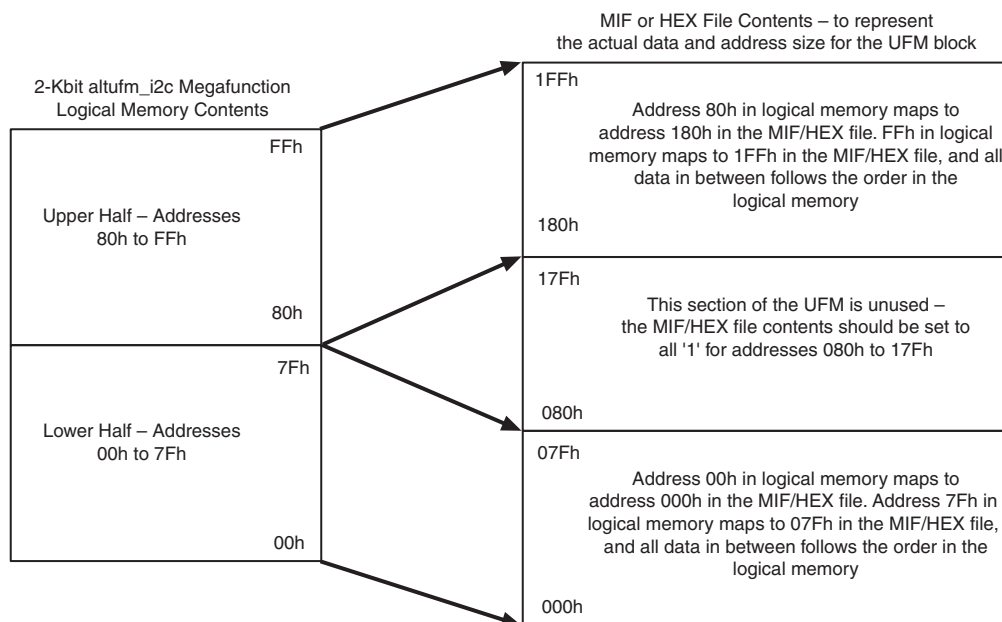 2-Kbit altufm_i2c Megafunction
Logical Memory Contents
FFh
Upper Half – Addresses
80h to FFh
80h
7Fh
Lower Half – Addresses
00h to 7Fh
00h
MIF or HEX File Contents – to represent
the actual data and address size for the UFM block
1FFh
Address 80h in logical memory maps to
address 180h in the MIF/HEX file. FFh in logical
memory maps to 1FFh in the MIF/HEX file, and all
data in between follows the order in the
logical memory
180h
17Fh
This section of the UFM is unused –
the MIF/HEX file contents should be set to
all '1' for addresses 080h to 17Fh
080h
07Fh
Address 00h in logical memory maps to
address 000h in the MIF/HEX file. Address 7Fh in
logical memory maps to 07Fh in the MIF/HEX file,
and all data in between follows the order in the
logical memory
000h